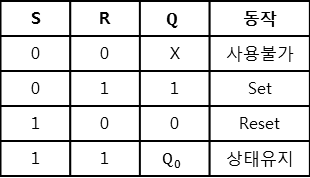 S R Q 동작
0 0 X 사용불가
0 1 1 Set
1 0 0 Reset
1 1 Q₀ 상태유지